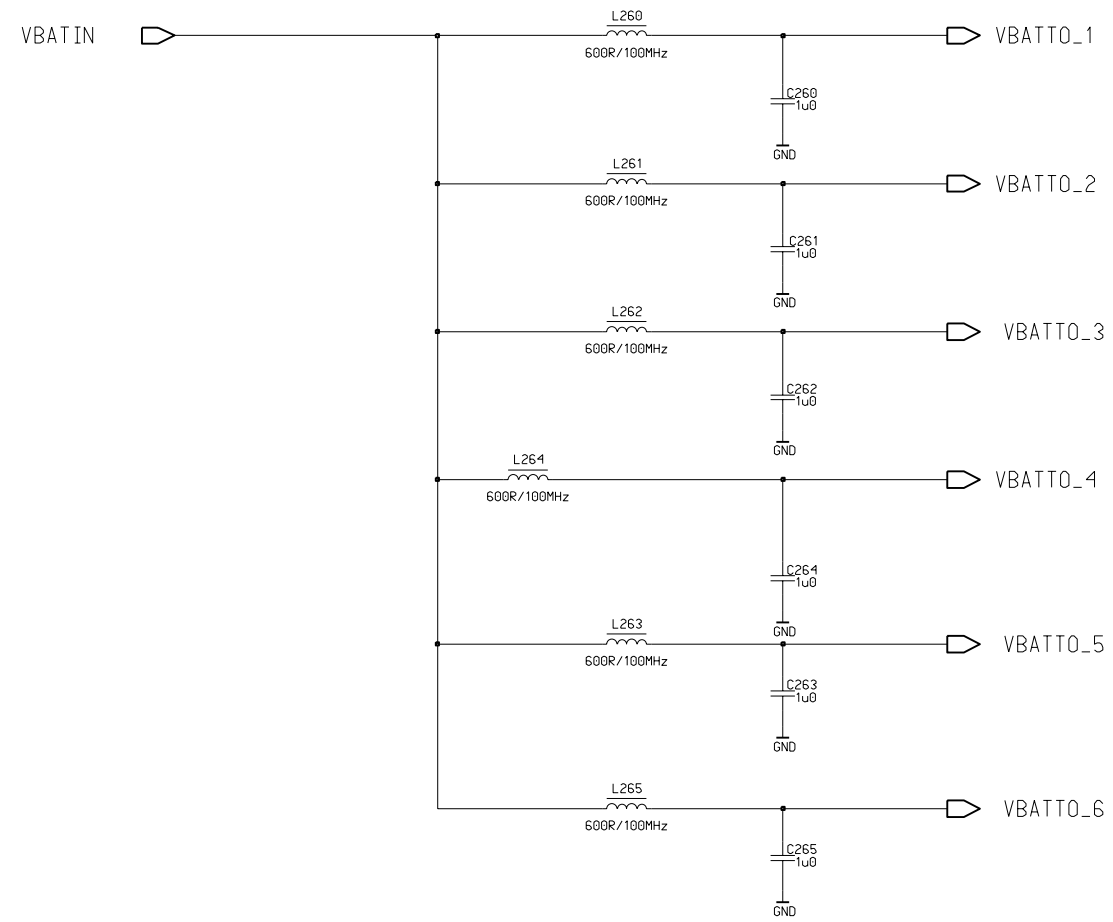 L260
VBATIN
VBATTO_1
600R/100MHz
C260
1u0
GND
L261
VBATTO_2
600R/100MHz
C261
1u0
GND
L262
VBATTO_3
600R/100MHz
C262
1u0
GND
L264
VBATTO_4
600R/100MHz
C264
1u0
GND
L263
VBATTO_5
600R/100MHz
C263
1u0
GND
L265
VBATTO_6
600R/100MHz
C265
1u0
GND